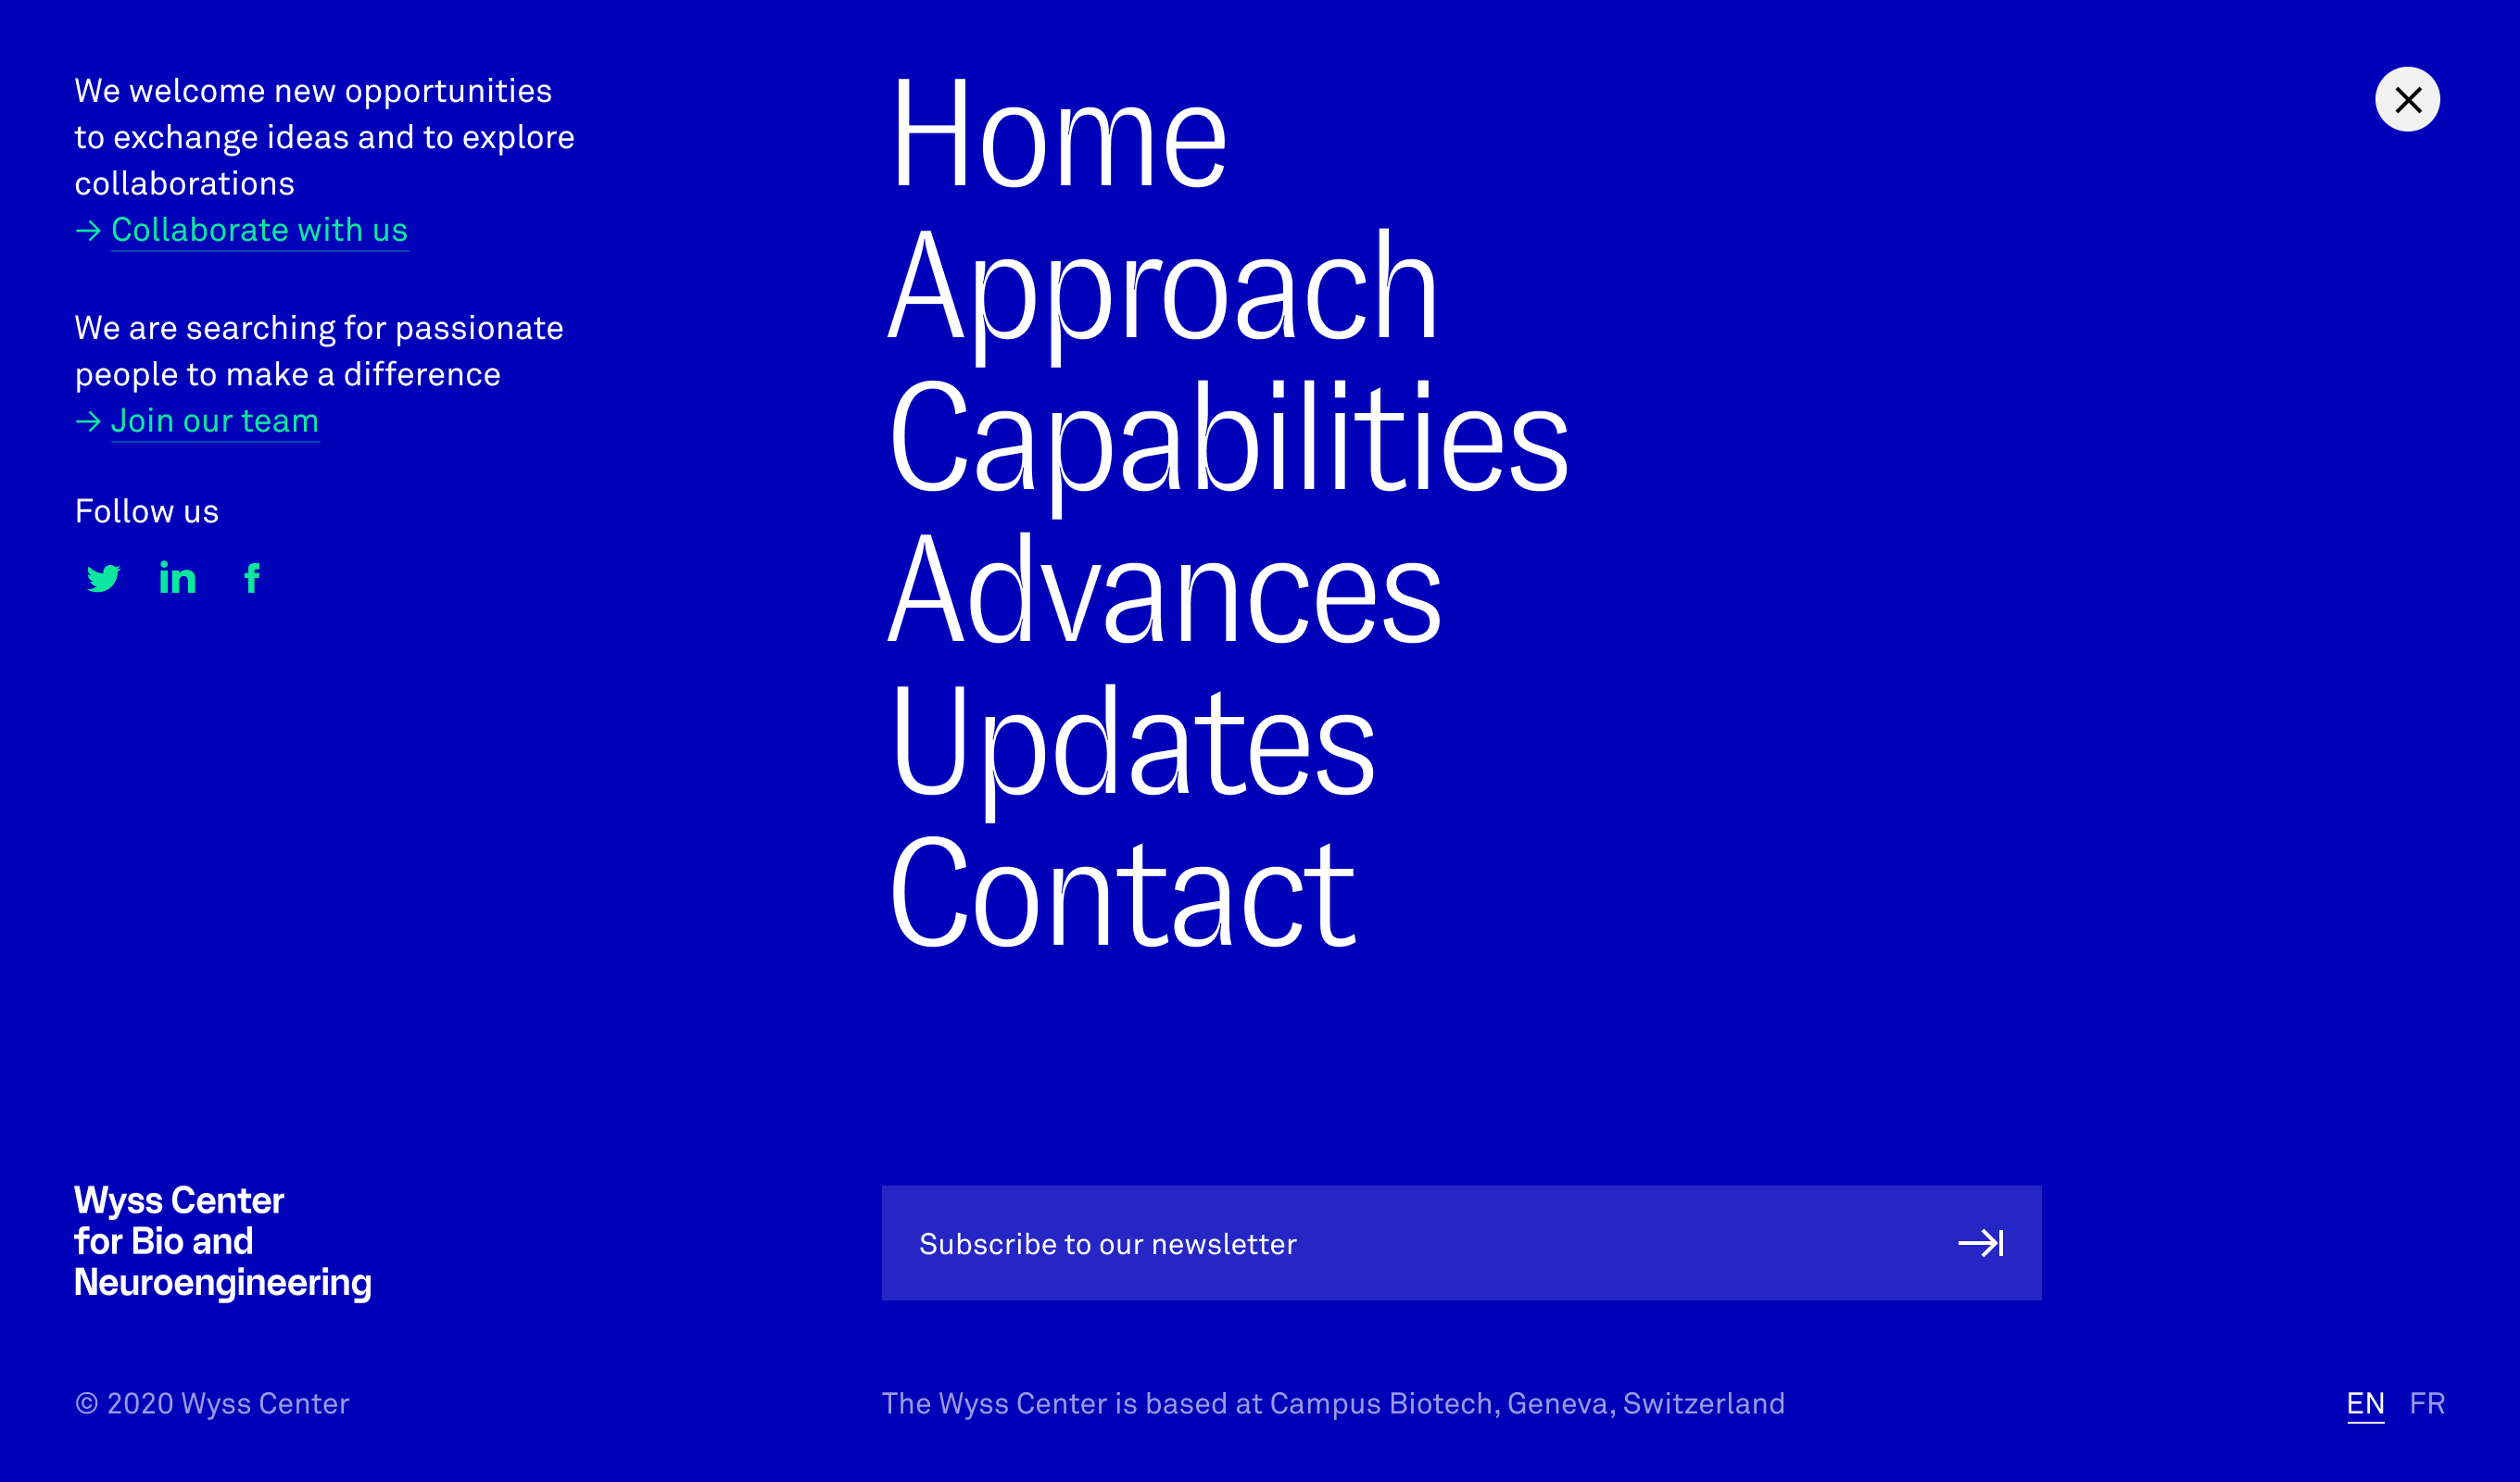 We welcome new opportunities
to exchange ideas and to explore
collaborations
→ Collaborate with us
We are searching for passionate
people to make a difference
→ Join our team
Follow us
Home
Approach
Capabilities
Advances
Updates
Contact
Wyss Center
for Bio and
Neuroengineering
Subscribe to our newsletter
© 2020 Wyss Center
The Wyss Center is based at Campus Biotech, Geneva, Switzerland
EN FR